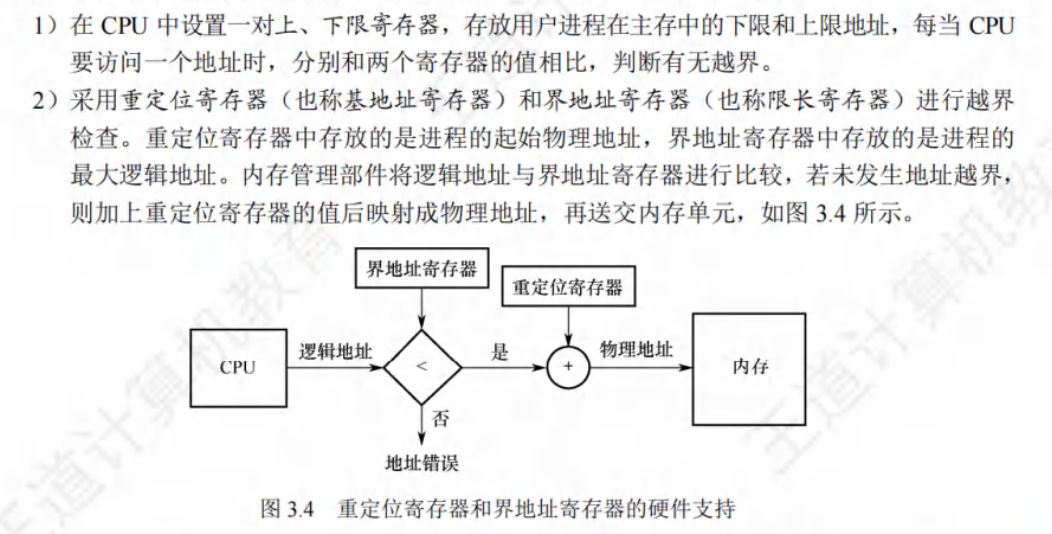 1）在 CPU 中设置一对上、下限寄存器，存放用户进程在主存中的下限和上限地址，每当 CPU
要访问一个地址时，分别和两个寄存器的值相比，判断有无越界。
2）采用重定位寄存器（也称基地址寄存器）和界地址寄存器（也称限长寄存器）进行越界
检查。重定位寄存器中存放的是进程的起始物理地址，界地址寄存器中存放的是进程的
最大逻辑地址。内存管理部件将逻辑地址与界地址寄存器进行比较，若未发生地址越界，
则加上重定位寄存器的值后映射成物理地址，再送交内存单元，如图 3.4 所示。
界地址寄存器
重定位寄存器
CPU
逻辑地址
<
是
+
物理地址
内存
否
地址错误
图 3.4 重定位寄存器和界地址寄存器的硬件支持
王道计算机教育
王道计算机教